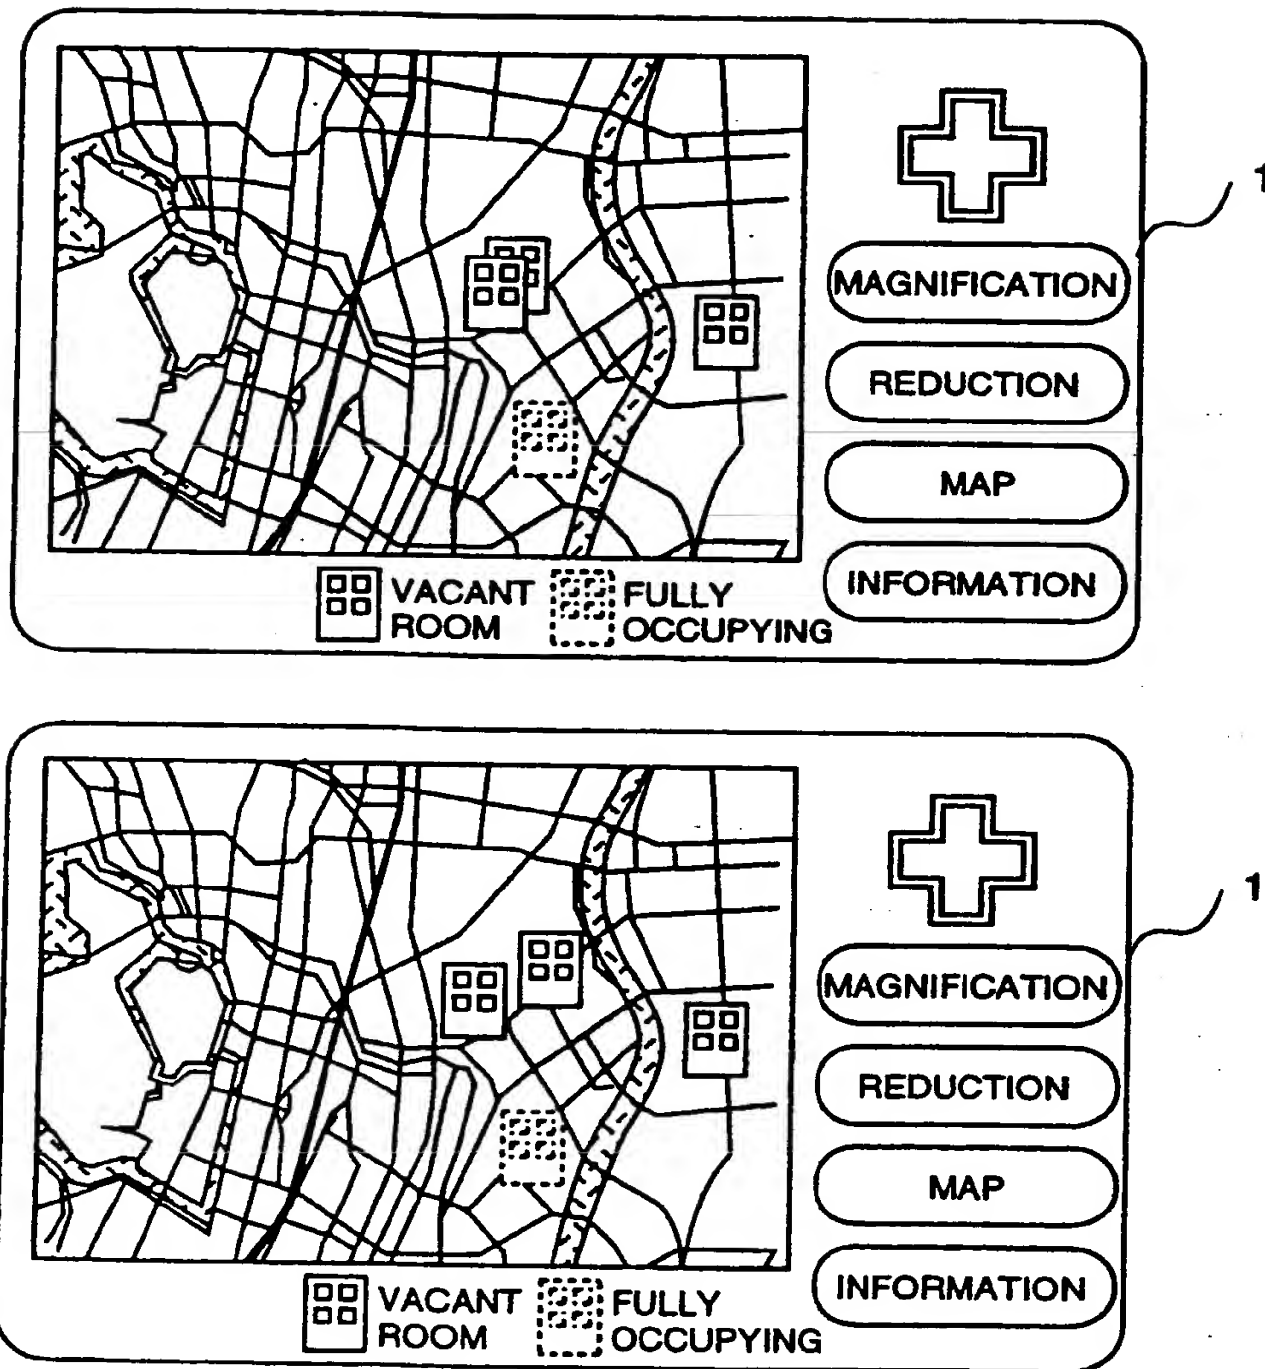 1
MAGNIFICATION
REDUCTION
MAP
INFORMATION
VACANT
ROOM
FULLY
OCCUPYING
1
MAGNIFICATION
REDUCTION
MAP
INFORMATION
VACANT
ROOM
FULLY
OCCUPYING